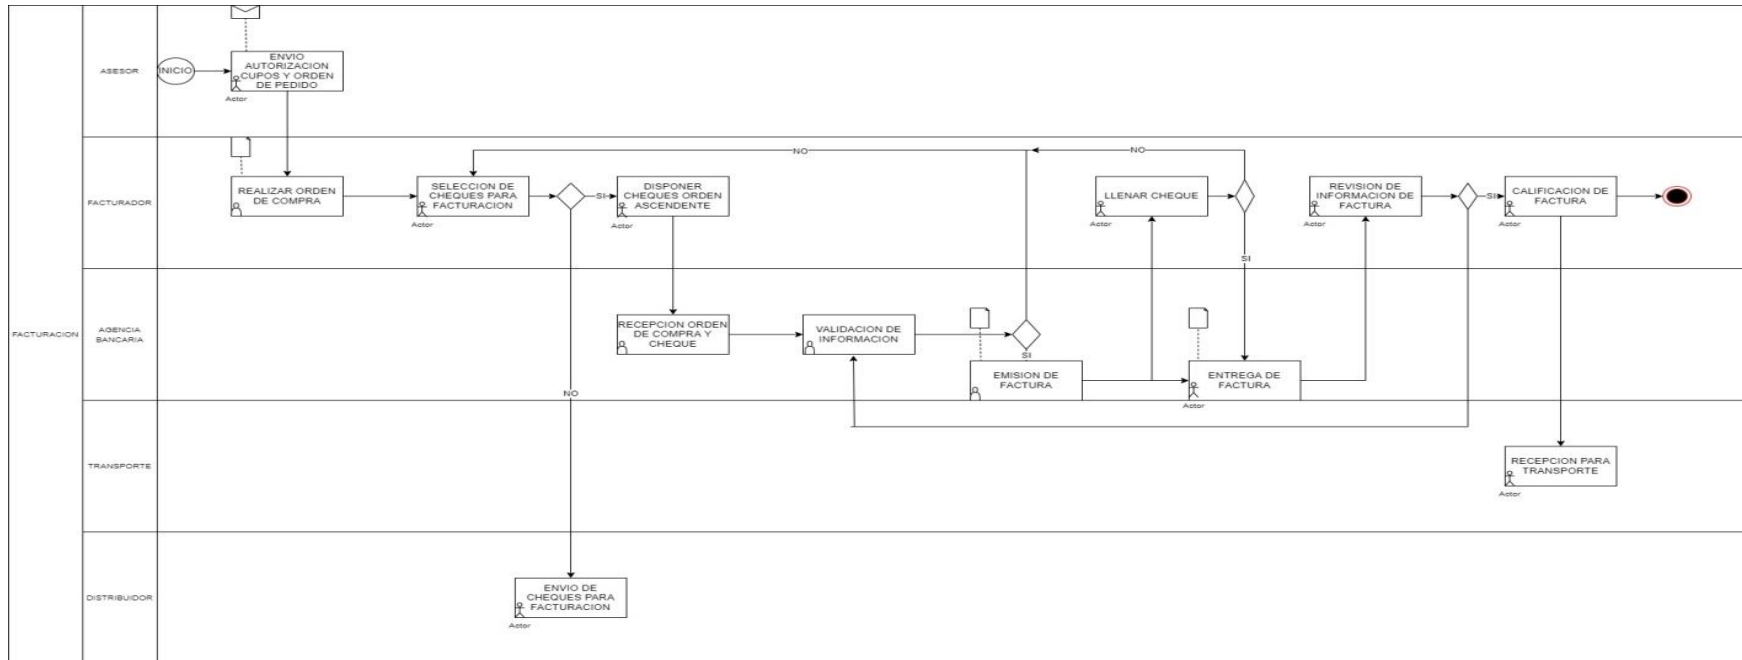 FACTURACION
ASESOR
INICIO
ENVIO
AUTORIZACION
CUPOS Y ORDEN
DE PEDIDO
Actor
FACTURADOR
REALIZAR ORDEN
DE COMPRA
SELECCION DE
CHEQUES PARA
FACTURACION
Actor
SI
DISPONER
CHEQUES ORDEN
ASCENDENTE
Actor
NO
NO
LLENAR CHEQUE
Actor
SI
REVISION DE
INFORMACION DE
FACTURA
Actor
SI
CALIFICACION DE
FACTURA
AGENCIA
BANCARIA
RECEPCION ORDEN
DE COMPRA Y
CHEQUE
VALIDACION DE
INFORMACION
SI
EMISION DE
FACTURA
ENTREGA DE
FACTURA
Actor
NO
TRANSPORTE
RECEPCION PARA
TRANSPORTE
Actor
DISTRIBUIDOR
ENVIO DE
CHEQUES PARA
FACTURACION
Actor